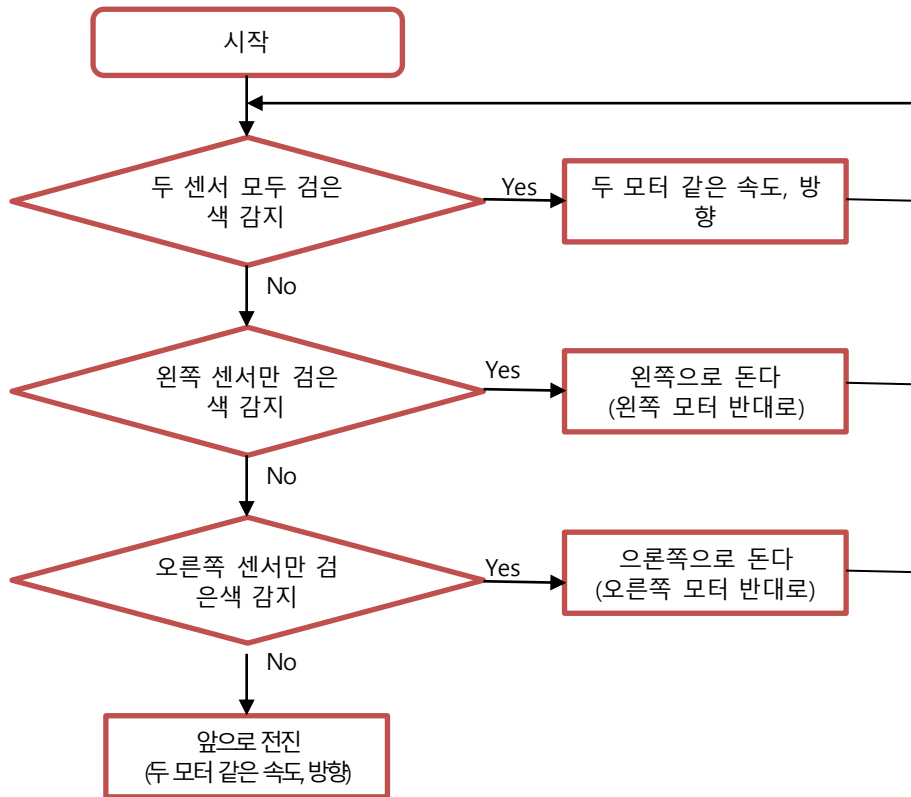 시작
두 센서 모두 검은
색 감지
Yes
두 모터 같은 속도, 방
향
No
왼쪽 센서만 검은
색 감지
Yes
왼쪽으로 돈다
(왼쪽 모터 반대로)
No
오른쪽 센서만 검
은색 감지
Yes
으론쪽으로 돈다
(오른쪽 모터 반대로)
No
앞으로 전진
(두 모터 같은 속도, 방향)